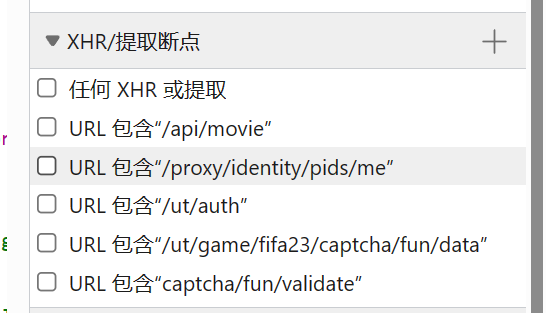 XHR/提取断点
任何 XHR 或提取
URL 包含“/api/movie”
URL 包含“/proxy/identity/pids/me”
URL 包含“/ut/auth”
URL 包含“/ut/game/fifa23/captcha/fun/data”
URL 包含“captcha/fun/validate”